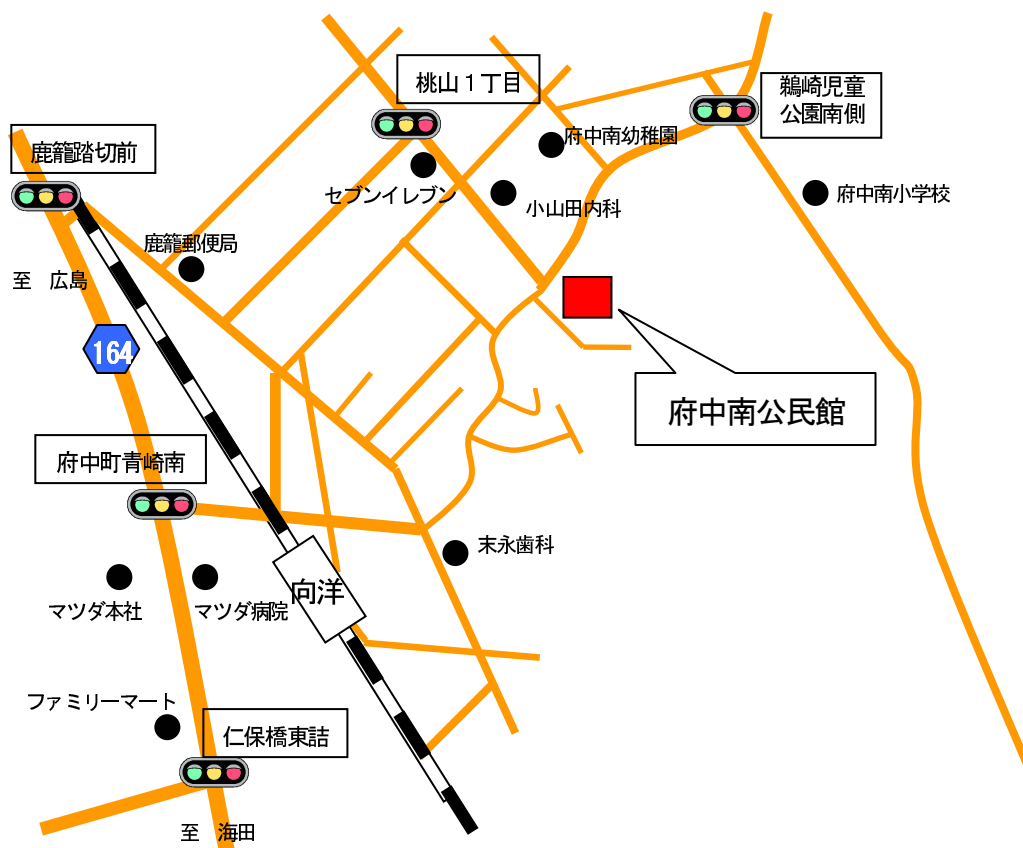 桃山１丁目
鵜崎児童
公園南側
府中南幼稚園
鹿籠踏切前
セブンイレブン
小山田内科
府中南小学校
鹿籠郵便局
至　広島
164
府中南公民館
府中町青崎南
末永歯科
向洋
マツダ本社
マツダ病院
ファミリーマート
仁保橋東詰
至　海田